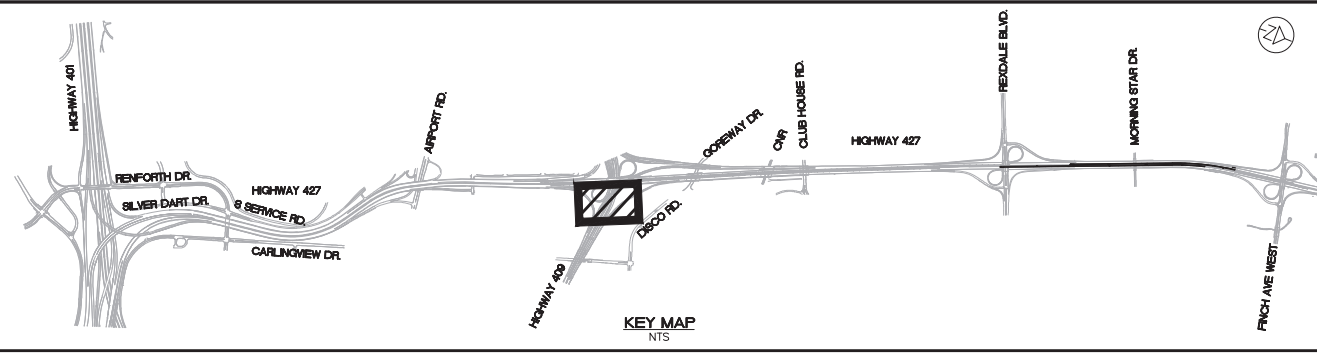 HIGHWAY 401
RENFORTH DR.
SILVER DART DR.
HIGHWAY 427
S SERVICE RD.
CARLINGVIEW DR.
AIRPORT RD.
HIGHWAY 409
DISCO RD.
GOREWAY DR.
CNR
CLUB HOUSE RD.
HIGHWAY 427
REXDALE BLVD.
MORNING STAR DR.
FINCH AVE WEST
N
KEY MAP
NTS